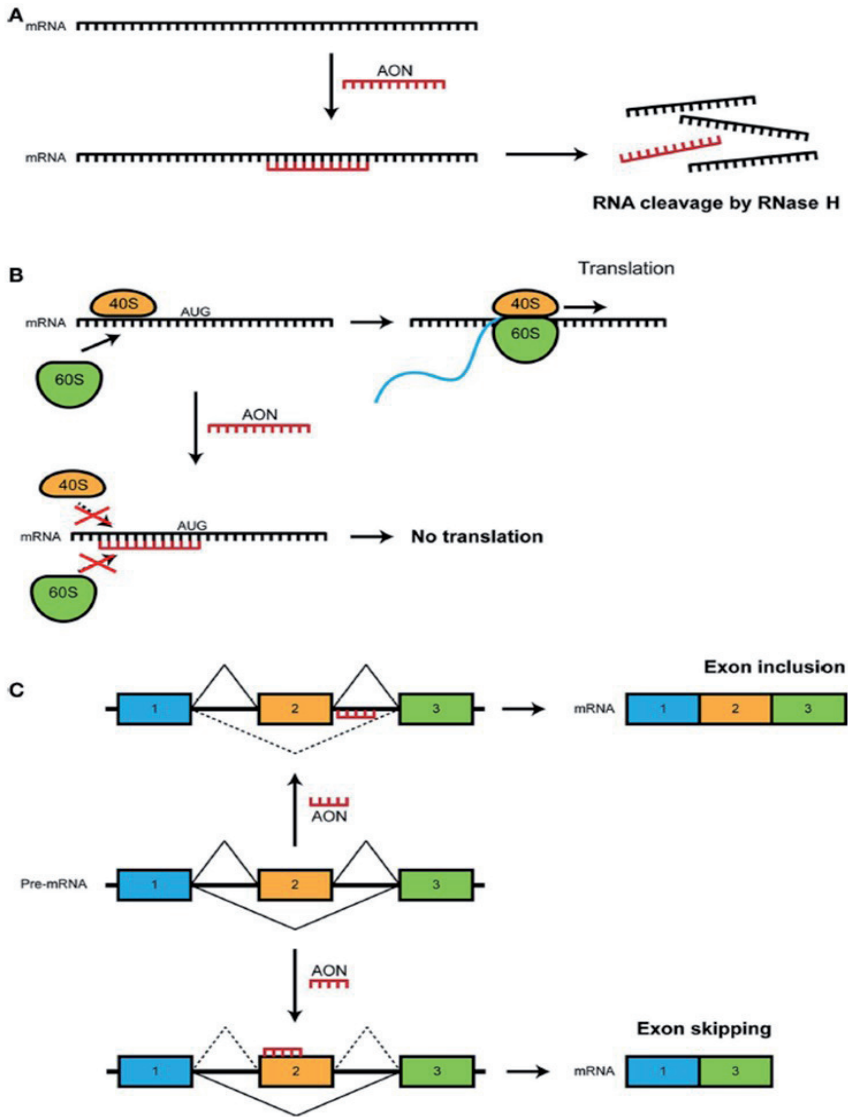 A
mRNA
AON
mRNA
RNA cleavage by RNase H
B
Translation
40S
AUG
mRNA
60S
40S
60S
AON
40S
AUG
mRNA
No translation
60S
Exon inclusion
C
1 2 3
mRNA 1 2 3
AON
Pre-mRNA 1 2 3
AON
Exon skipping
1 2 3
mRNA 1 3